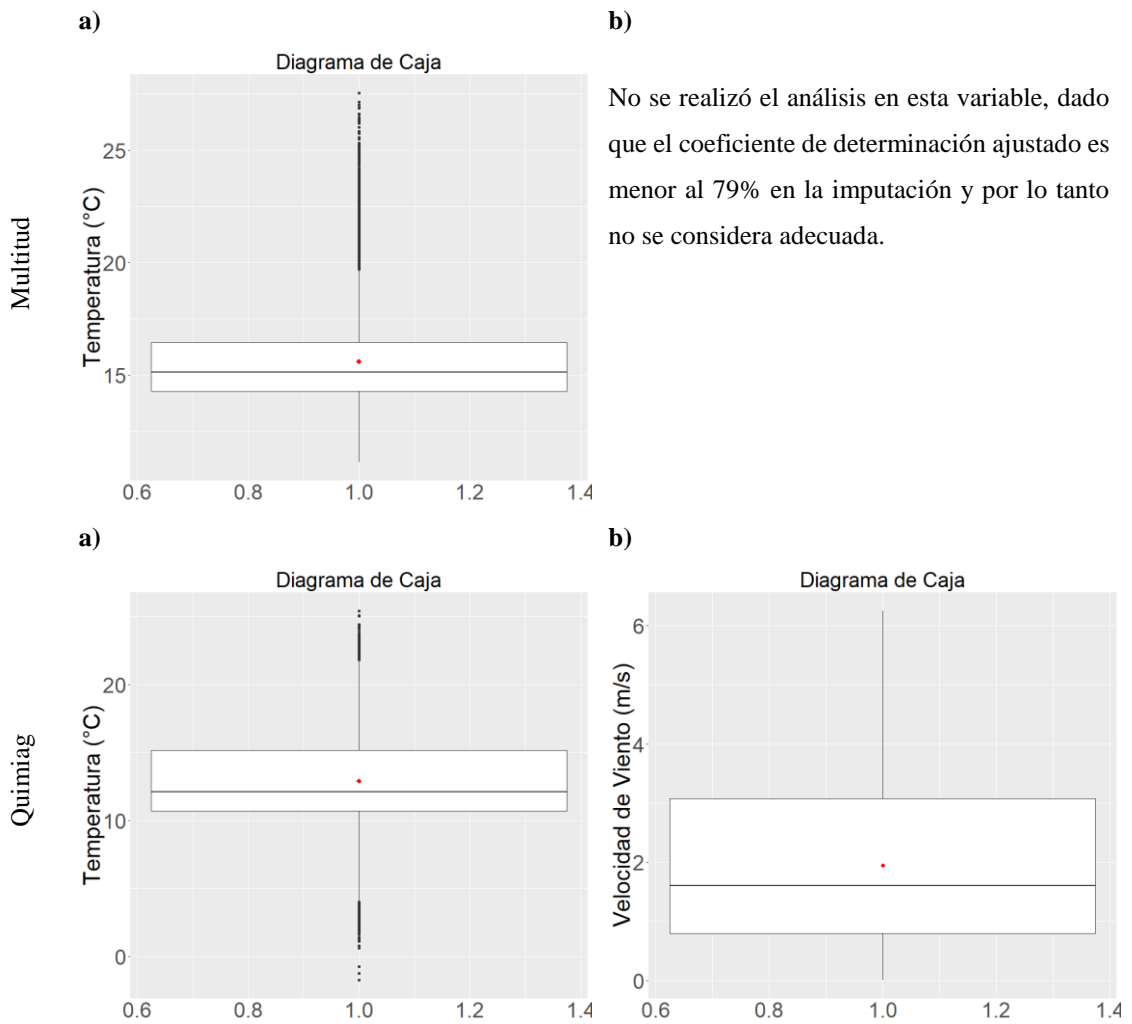 a)
b)
Diagrama de Caja
No se realizó el análisis en esta variable, dado
que el coeficiente de determinación ajustado es
menor al 79% en la imputación y por lo tanto
no se considera adecuada.
Multitud
Temperatura (°C)
25
20
15
0.6 0.8 1.0 1.2 1.4
a)
b)
Diagrama de Caja
Diagrama de Caja
Quimiag
Temperatura (°C)
20
10
0
0.6 0.8 1.0 1.2 1.4
Velocidad de Viento (m/s)
6
4
2
0
0.6 0.8 1.0 1.2 1.4